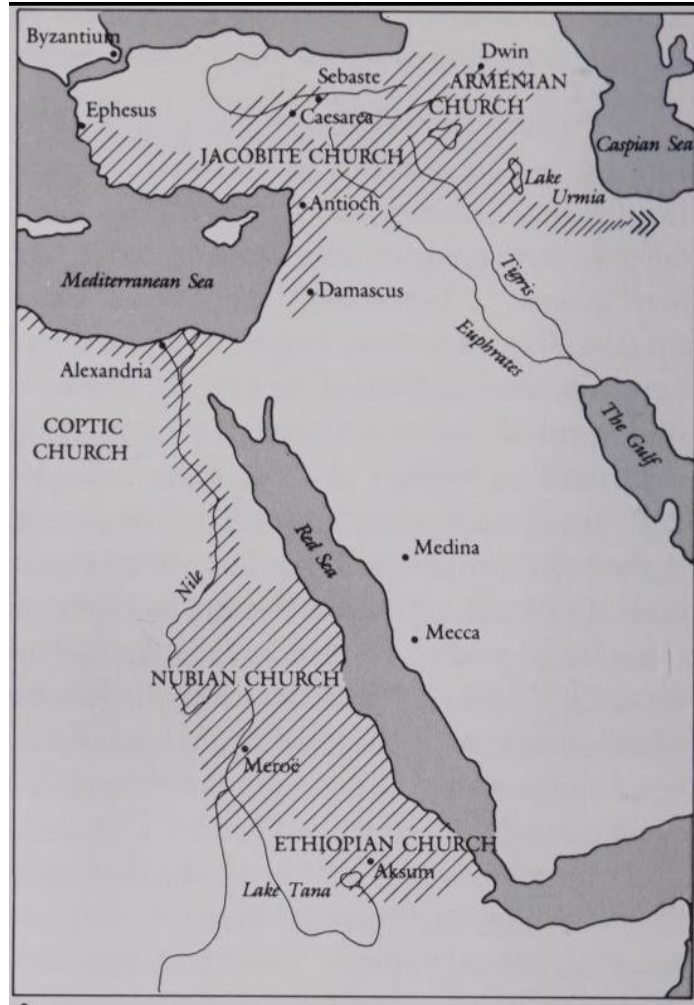 Byzantium
Dwin
Sebaste
ARMENIAN
CHURCH
Ephesus
Caesarea
Caspian Sea
JACOBITE CHURCH
Lake
Urmia
Antioch
Mediterranean Sea
Tigris
Damascus
Euphrates
Alexandria
The Gulf
COPTIC
CHURCH
Red Sea
Medina
Nile
Mecca
NUBIAN CHURCH
Meroë
ETHIOPIAN CHURCH
Aksum
Lake Tana